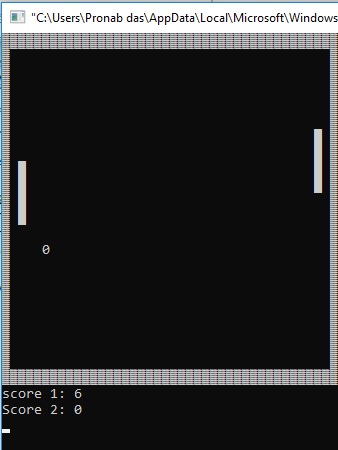 "C:\Users\Pronab das\AppData\Local\Microsoft\Windows
0
score 1: 6
Score 2: 0